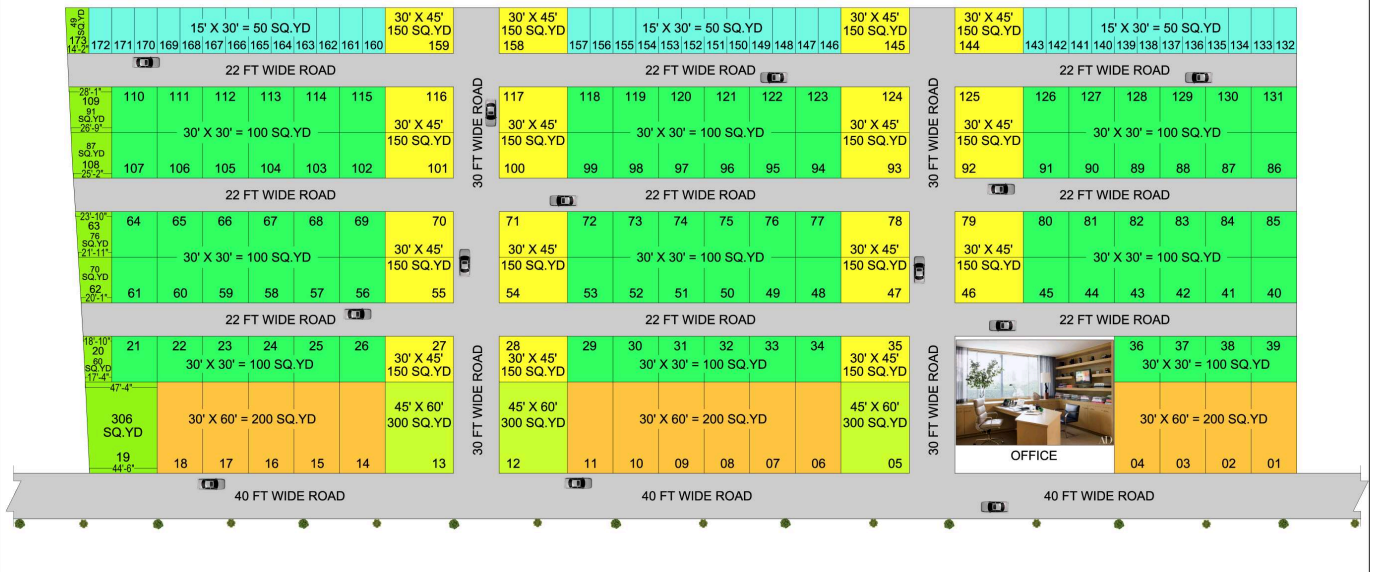 49
SQ.YD
173
14'-2"
172 171 170 169 168 167 166 165 164 163 162 161 160
15' X 30' = 50 SQ.YD
30' X 45'
150 SQ.YD
159
30' X 45'
150 SQ.YD
158
15' X 30' = 50 SQ.YD
157 156 155 154 153 152 151 150 149 148 147 146
30' X 45'
150 SQ.YD
145
30' X 45'
150 SQ.YD
144
15' X 30' = 50 SQ.YD
143 142 141 140 139 138 137 136 135 134 133 132
22 FT WIDE ROAD
22 FT WIDE ROAD
22 FT WIDE ROAD
28'-1"
109
91
SQ.YD
26'-9"
87
SQ.YD
108
25'-2"
110 111 112 113 114 115
30' X 30' = 100 SQ.YD
107 106 105 104 103 102
116
30' X 45'
150 SQ.YD
101
30 FT WIDE ROAD
117
30' X 45'
150 SQ.YD
100
118 119 120 121 122 123
30' X 30' = 100 SQ.YD
99 98 97 96 95 94
124
30' X 45'
150 SQ.YD
93
30 FT WIDE ROAD
125
30' X 45'
150 SQ.YD
92
126 127 128 129 130 131
30' X 30' = 100 SQ.YD
91 90 89 88 87 86
22 FT WIDE ROAD
22 FT WIDE ROAD
22 FT WIDE ROAD
23'-10"
63
76
SQ.YD
21'-11"
70
SQ.YD
62
20'-1"
64 65 66 67 68 69
30' X 30' = 100 SQ.YD
61 60 59 58 57 56
70
30' X 45'
150 SQ.YD
55
71
30' X 45'
150 SQ.YD
54
72 73 74 75 76 77
30' X 30' = 100 SQ.YD
53 52 51 50 49 48
78
30' X 45'
150 SQ.YD
47
79
30' X 45'
150 SQ.YD
46
80 81 82 83 84 85
30' X 30' = 100 SQ.YD
45 44 43 42 41 40
22 FT WIDE ROAD
22 FT WIDE ROAD
22 FT WIDE ROAD
18'-10"
20
60
SQ.YD
17'-4"
21 22 23 24 25 26
30' X 30' = 100 SQ.YD
27
30' X 45'
150 SQ.YD
47'-4"
306
SQ.YD
19
44'-6"
30' X 60' = 200 SQ.YD
18 17 16 15 14
45' X 60'
300 SQ.YD
13
30 FT WIDE ROAD
28
30' X 45'
150 SQ.YD
29 30 31 32 33 34
30' X 30' = 100 SQ.YD
35
30' X 45'
150 SQ.YD
45' X 60'
300 SQ.YD
12
30' X 60' = 200 SQ.YD
11 10 09 08 07 06
45' X 60'
300 SQ.YD
05
30 FT WIDE ROAD
AD
OFFICE
36 37 38 39
30' X 30' = 100 SQ.YD
30' X 60' = 200 SQ.YD
04 03 02 01
40 FT WIDE ROAD
40 FT WIDE ROAD
40 FT WIDE ROAD